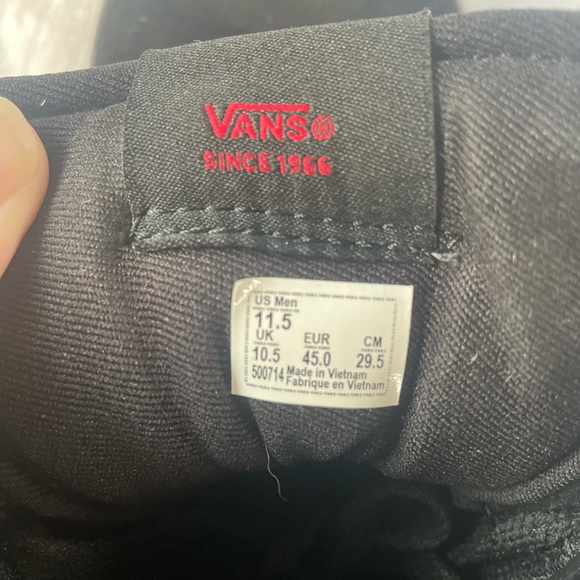 VANS®
SINCE 1966
US Men
11.5
UK EUR CM
10.5 45.0 29.5
500714 Made in Vietnam
Fabrique en Vietnam